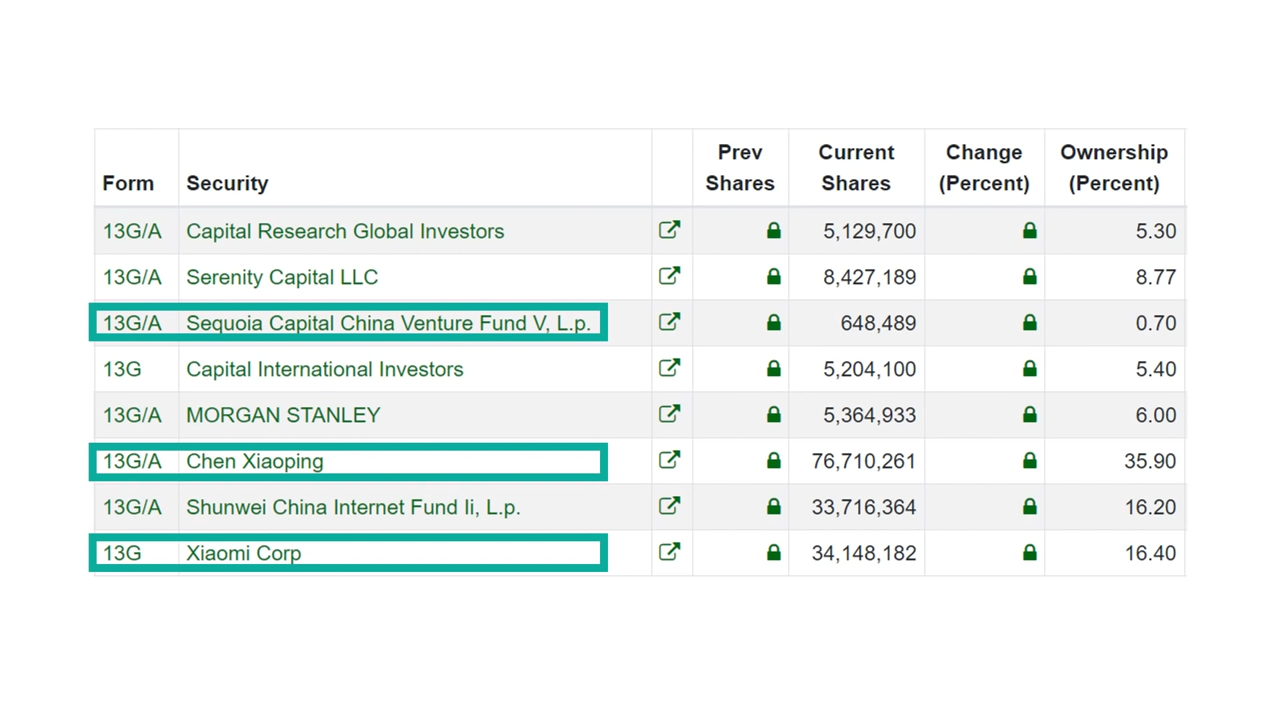 Form Security Prev Shares Current Shares Change (Percent) Ownership (Percent)
13G/A Capital Research Global Investors 5,129,700 5.30
13G/A Serenity Capital LLC 8,427,189 8.77
13G/A Sequoia Capital China Venture Fund V, L.p. 648,489 0.70
13G Capital International Investors 5,204,100 5.40
13G/A MORGAN STANLEY 5,364,933 6.00
13G/A Chen Xiaoping 76,710,261 35.90
13G/A Shunwei China Internet Fund Ii, L.p. 33,716,364 16.20
13G Xiaomi Corp 34,148,182 16.40